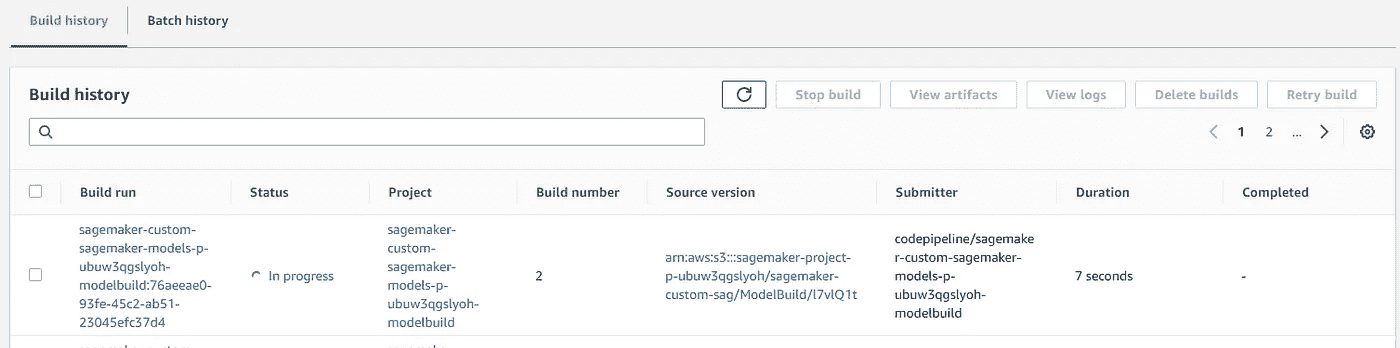 Build history
Batch history
Build history
Stop build
View artifacts
View logs
Delete builds
Retry build
1
2
...
Build run
Status
Project
Build number
Source version
Submitter
Duration
Completed
sagemaker-custom-
sagemaker-models-p-
ubuw3qgslyoh-
modelbuild:76aeeae0-
93fe-45c2-ab51-
23045efc37d4
In progress
sagemaker-
custom-
sagemaker-
models-p-
ubuw3qgslyoh-
modelbuild
2
arn:aws:s3:::sagemaker-project-
p-ubuw3qgslyoh/sagemaker-
custom-sag/ModelBuild/l7vlQ1t
codepipeline/sagemake
r-custom-sagemaker-
models-p-
ubuw3qgslyoh-
modelbuild
7 seconds
-